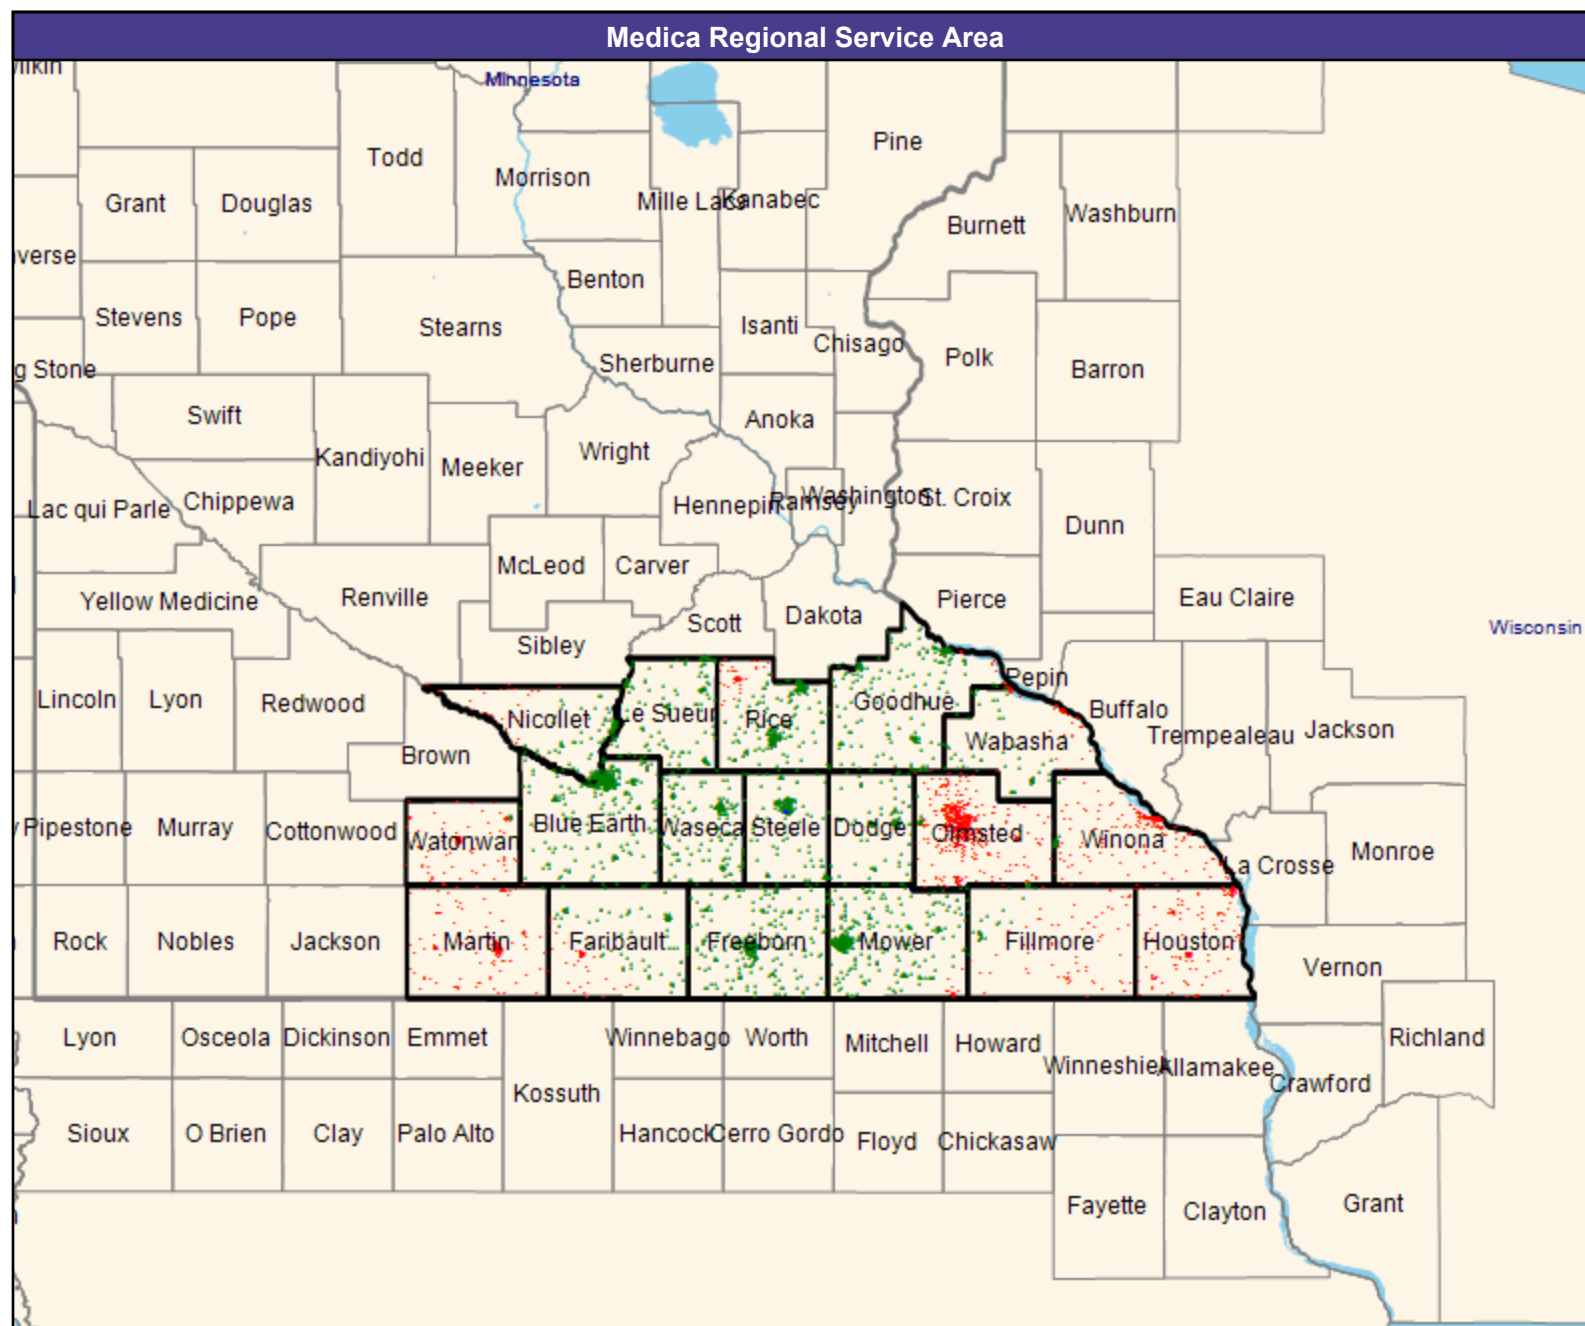 Medica Regional Service Area
Minnesota
Todd
Pine
Morrison
Mille Lacs
Kanabec
Grant
Douglas
Burnett
Washburn
verse
Benton
Stevens
Pope
Stearns
Isanti
Chisago
Sherburne
Polk
Barron
g Stone
Swift
Anoka
Kandiyohi
Meeker
Wright
Lac qui Parle
Chippewa
Hennepin
Ramsey
Washington
St. Croix
Dunn
McLeod
Carver
Yellow Medicine
Renville
Pierce
Eau Claire
Scott
Dakota
Sibley
Wisconsin
Lincoln
Lyon
Redwood
Nicollet
Le Sueur
Rice
Goodhue
Pepin
Buffalo
Trempealeau
Jackson
Brown
Wabasha
Pipestone
Murray
Cottonwood
Watonwan
Blue Earth
Waseca
Steele
Dodge
Olmsted
Winona
La Crosse
Monroe
Rock
Nobles
Jackson
Martin
Faribault
Freeborn
Mower
Fillmore
Houston
Vernon
Lyon
Osceola
Dickinson
Emmet
Winnebago
Worth
Mitchell
Howard
Richland
Kossuth
Allamakee
Crawford
Sioux
O Brien
Clay
Palo Alto
Hancock
Cerro Gordo
Floyd
Chickasaw
Fayette
Clayton
Grant